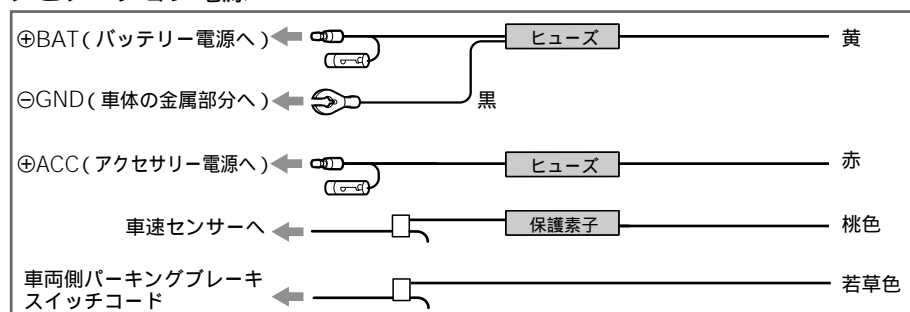 ⊕BAT(バッテリー電源へ)
ヒューズ
黄
⊖GND(車体の金属部分へ)
黒
⊕ACC(アクセサリー電源へ)
ヒューズ
赤
車速センサーへ
保護素子
桃色
車両側パーキングブレーキ
スイッチコード
若草色